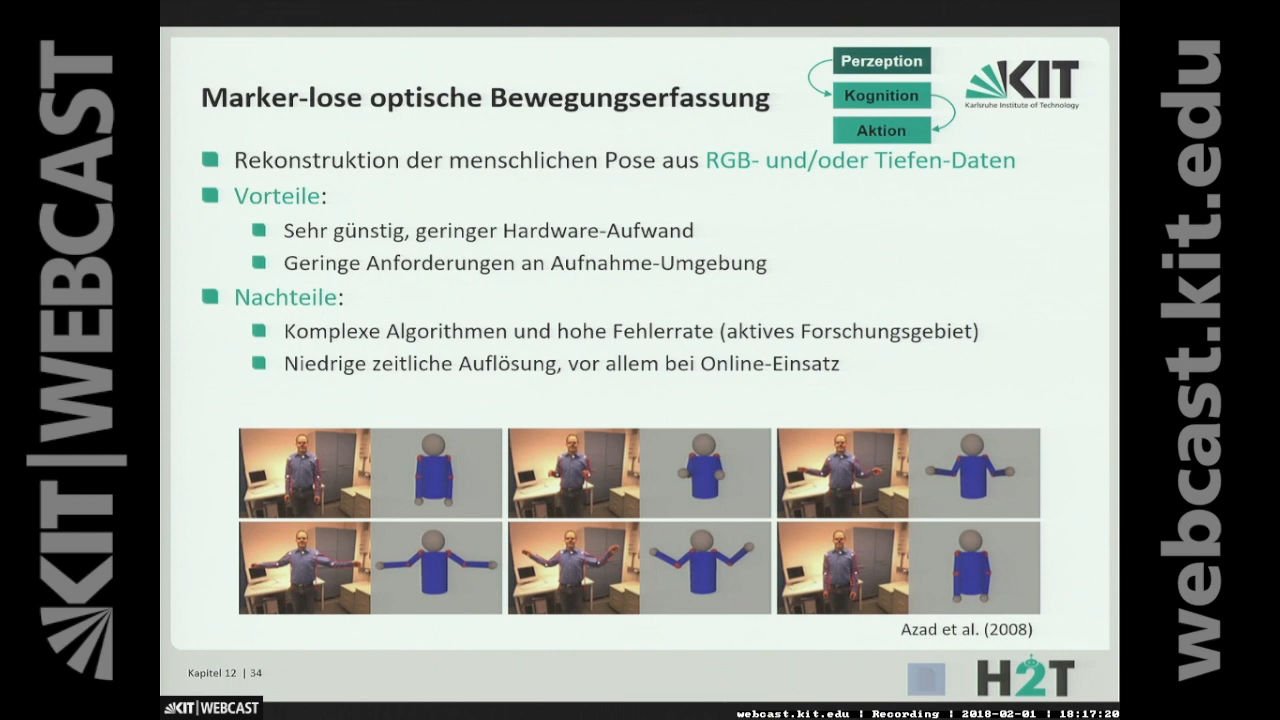 KIT|WEBCAST
Marker-lose optische Bewegungserfassung
Perzeption
Kognition
Aktion
KIT
Karlsruhe Institute of Technology
Rekonstruktion der menschlichen Pose aus RGB- und/oder Tiefen-Daten
Vorteile:
Sehr günstig, geringer Hardware-Aufwand
Geringe Anforderungen an Aufnahme-Umgebung
Nachteile:
Komplexe Algorithmen und hohe Fehlerrate (aktives Forschungsgebiet)
Niedrige zeitliche Auflösung, vor allem bei Online-Einsatz
Azad et al. (2008)
Kapitel 12 | 34
H2T
KIT|WEBCAST
webcast.kit.edu | Recording | 2018-02-01 | 18:17:20
webcast.kit.edu